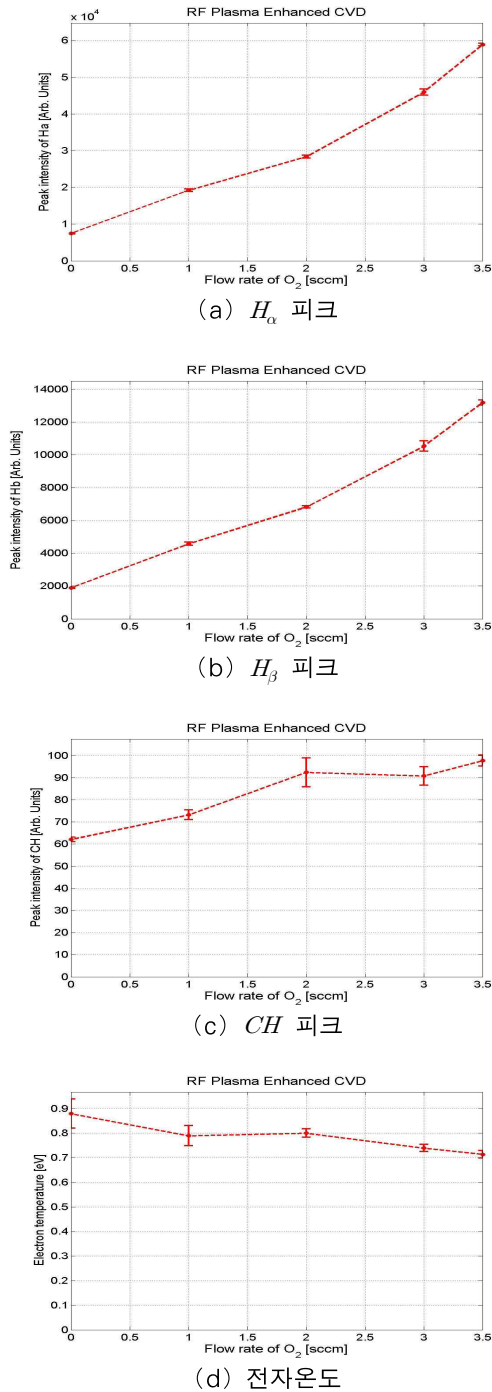 RF Plasma Enhanced CVD
× 10⁴
6
5
4
3
2
1
0
Peak intensity of Ha [Arb. Units]
0 0.5 1 1.5 2 2.5 3 3.5
Flow rate of O₂ [sccm]
(a) H_α 피크
RF Plasma Enhanced CVD
14000
12000
10000
8000
6000
4000
2000
0
Peak intensity of Hb [Arb. Units]
0 0.5 1 1.5 2 2.5 3 3.5
Flow rate of O₂ [sccm]
(b) H_β 피크
RF Plasma Enhanced CVD
100
90
80
70
60
50
40
30
20
10
0
Peak intensity of CH [Arb. Units]
0 0.5 1 1.5 2 2.5 3 3.5
Flow rate of O₂ [sccm]
(c) CH 피크
RF Plasma Enhanced CVD
0.9
0.8
0.7
0.6
0.5
0.4
0.3
0.2
0.1
0
Electron temperature [eV]
0 0.5 1 1.5 2 2.5 3 3.5
Flow rate of O₂ [sccm]
(d) 전자온도